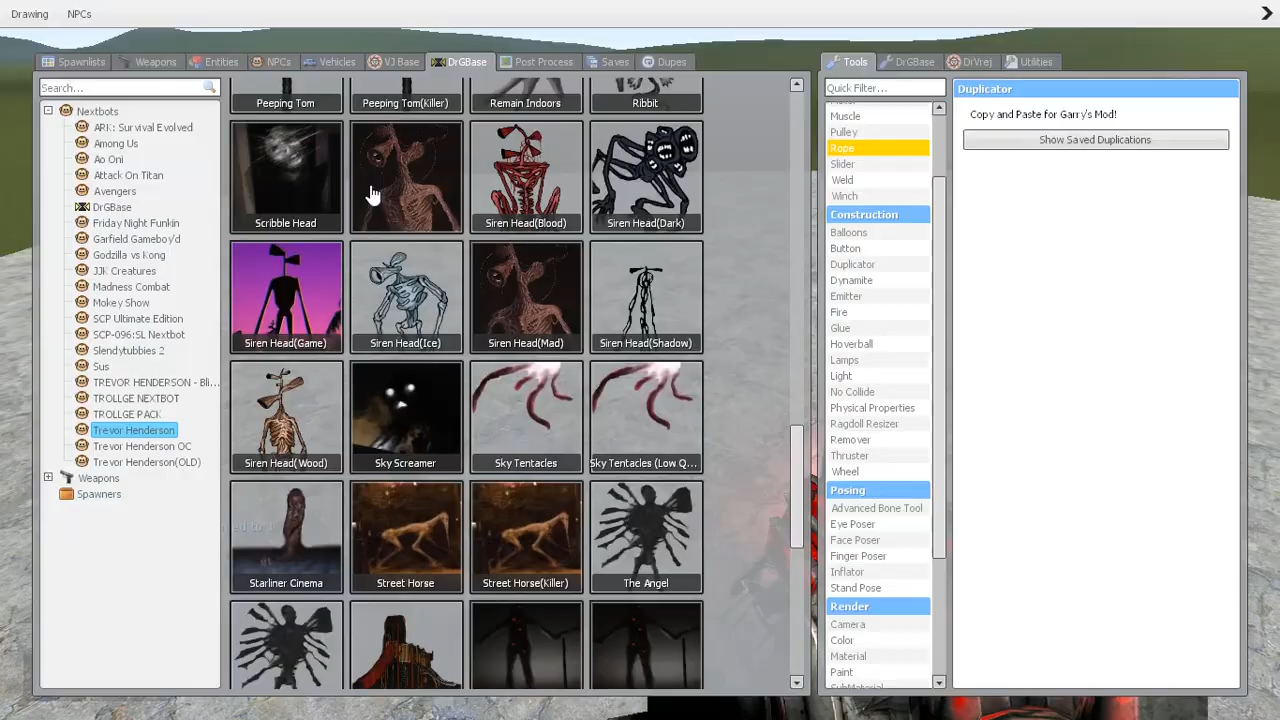 Drawing NPCs
Spawnlists Weapons Entities NPCs Vehicles VJ Base DrGBase Post Process Saves Dupes
Search...
Nextbots
ARK: Survival Evolved
Among Us
Ao Oni
Attack On Titan
Avengers
DrGBase
Friday Night Funkin
Garfield Gameboy'd
Godzilla vs Kong
JJK Creatures
Madness Combat
Mokey Show
SCP Ultimate Edition
SCP-096:SL Nextbot
Slendytubbies 2
Sus
TREVOR HENDERSON - Bli...
TROLLGE NEXTBOT
TROLLGE PACK
Trevor Henderson
Trevor Henderson OC
Trevor Henderson(OLD)
Weapons
Spawners
Peeping Tom Peeping Tom(Killer) Remain Indoors Ribbit
Scribble Head Siren Head(Blood) Siren Head(Dark)
Siren Head(Game) Siren Head(Ice) Siren Head(Mad) Siren Head(Shadow)
Siren Head(Wood) Sky Screamer Sky Tentacles Sky Tentacles (Low Q...
Starliner Cinema Street Horse Street Horse(Killer) The Angel
Tools DrGBase DrVrej Utilities
Quick Filter...
Muscle
Pulley
Rope
Slider
Weld
Winch
Construction
Balloons
Button
Duplicator
Dynamite
Emitter
Fire
Glue
Hoverball
Lamps
Light
No Collide
Physical Properties
Ragdoll Resizer
Remover
Thruster
Wheel
Posing
Advanced Bone Tool
Eye Poser
Face Poser
Finger Poser
Inflator
Stand Pose
Render
Camera
Color
Material
Paint
SubMaterial
Duplicator
Copy and Paste for Garry's Mod!
Show Saved Duplications